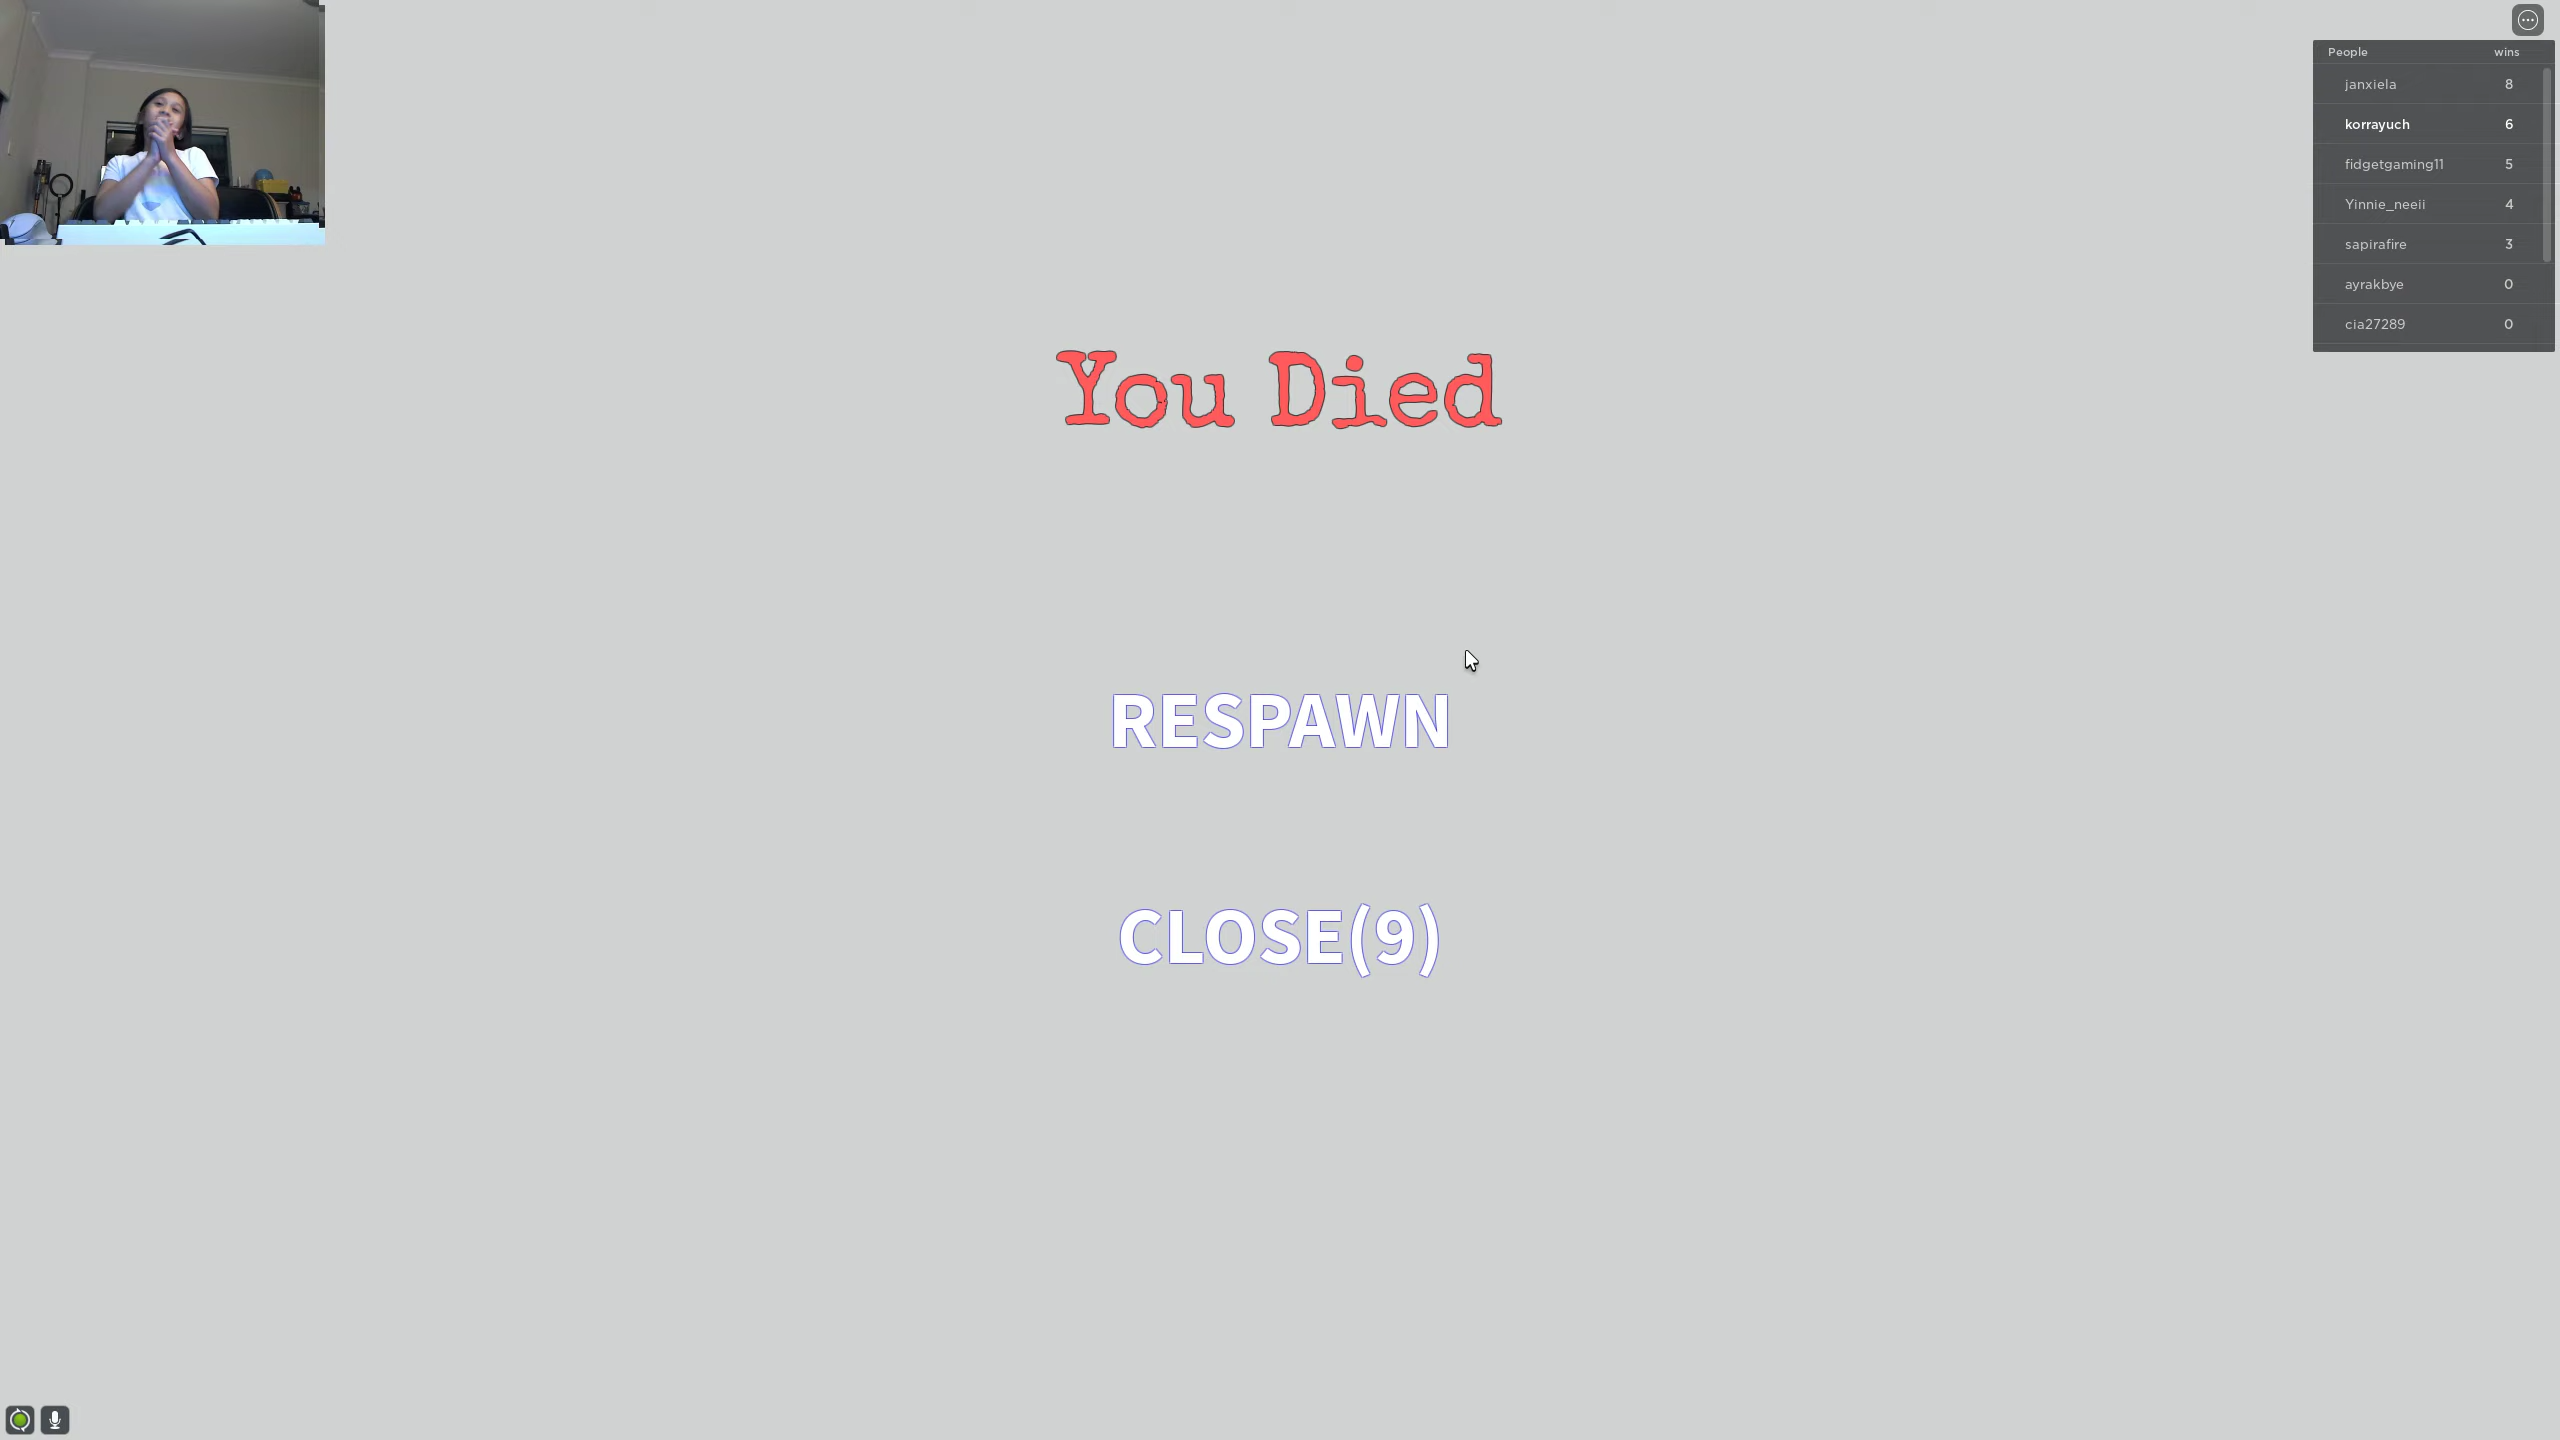 People wins
janxiela 8
korrayuch 6
fidgetgaming11 5
Yinnie_neeii 4
sapirafire 3
ayrakbye 0
cia27289 0
You Died
RESPAWN
CLOSE(9)